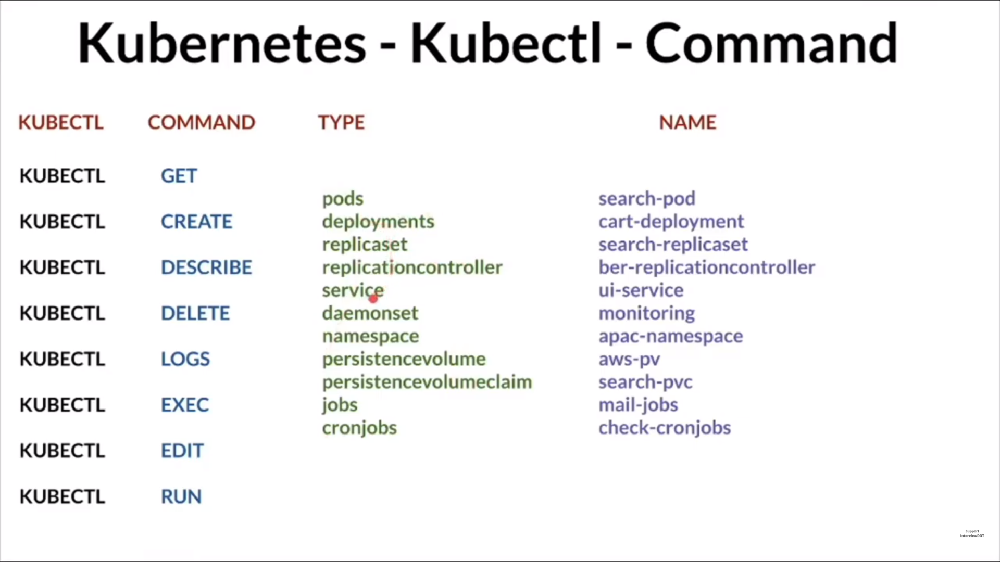 Kubernetes - Kubectl - Command
KUBECTL COMMAND TYPE NAME
KUBECTL GET
pods search-pod
KUBECTL CREATE deployments cart-deployment
replicaset search-replicaset
KUBECTL DESCRIBE replicationcontroller ber-replicationcontroller
service ui-service
KUBECTL DELETE daemonset monitoring
namespace apac-namespace
KUBECTL LOGS persistencevolume aws-pv
persistencevolumeclaim search-pvc
KUBECTL EXEC jobs mail-jobs
cronjobs check-cronjobs
KUBECTL EDIT
KUBECTL RUN
Support
InterviewDOT